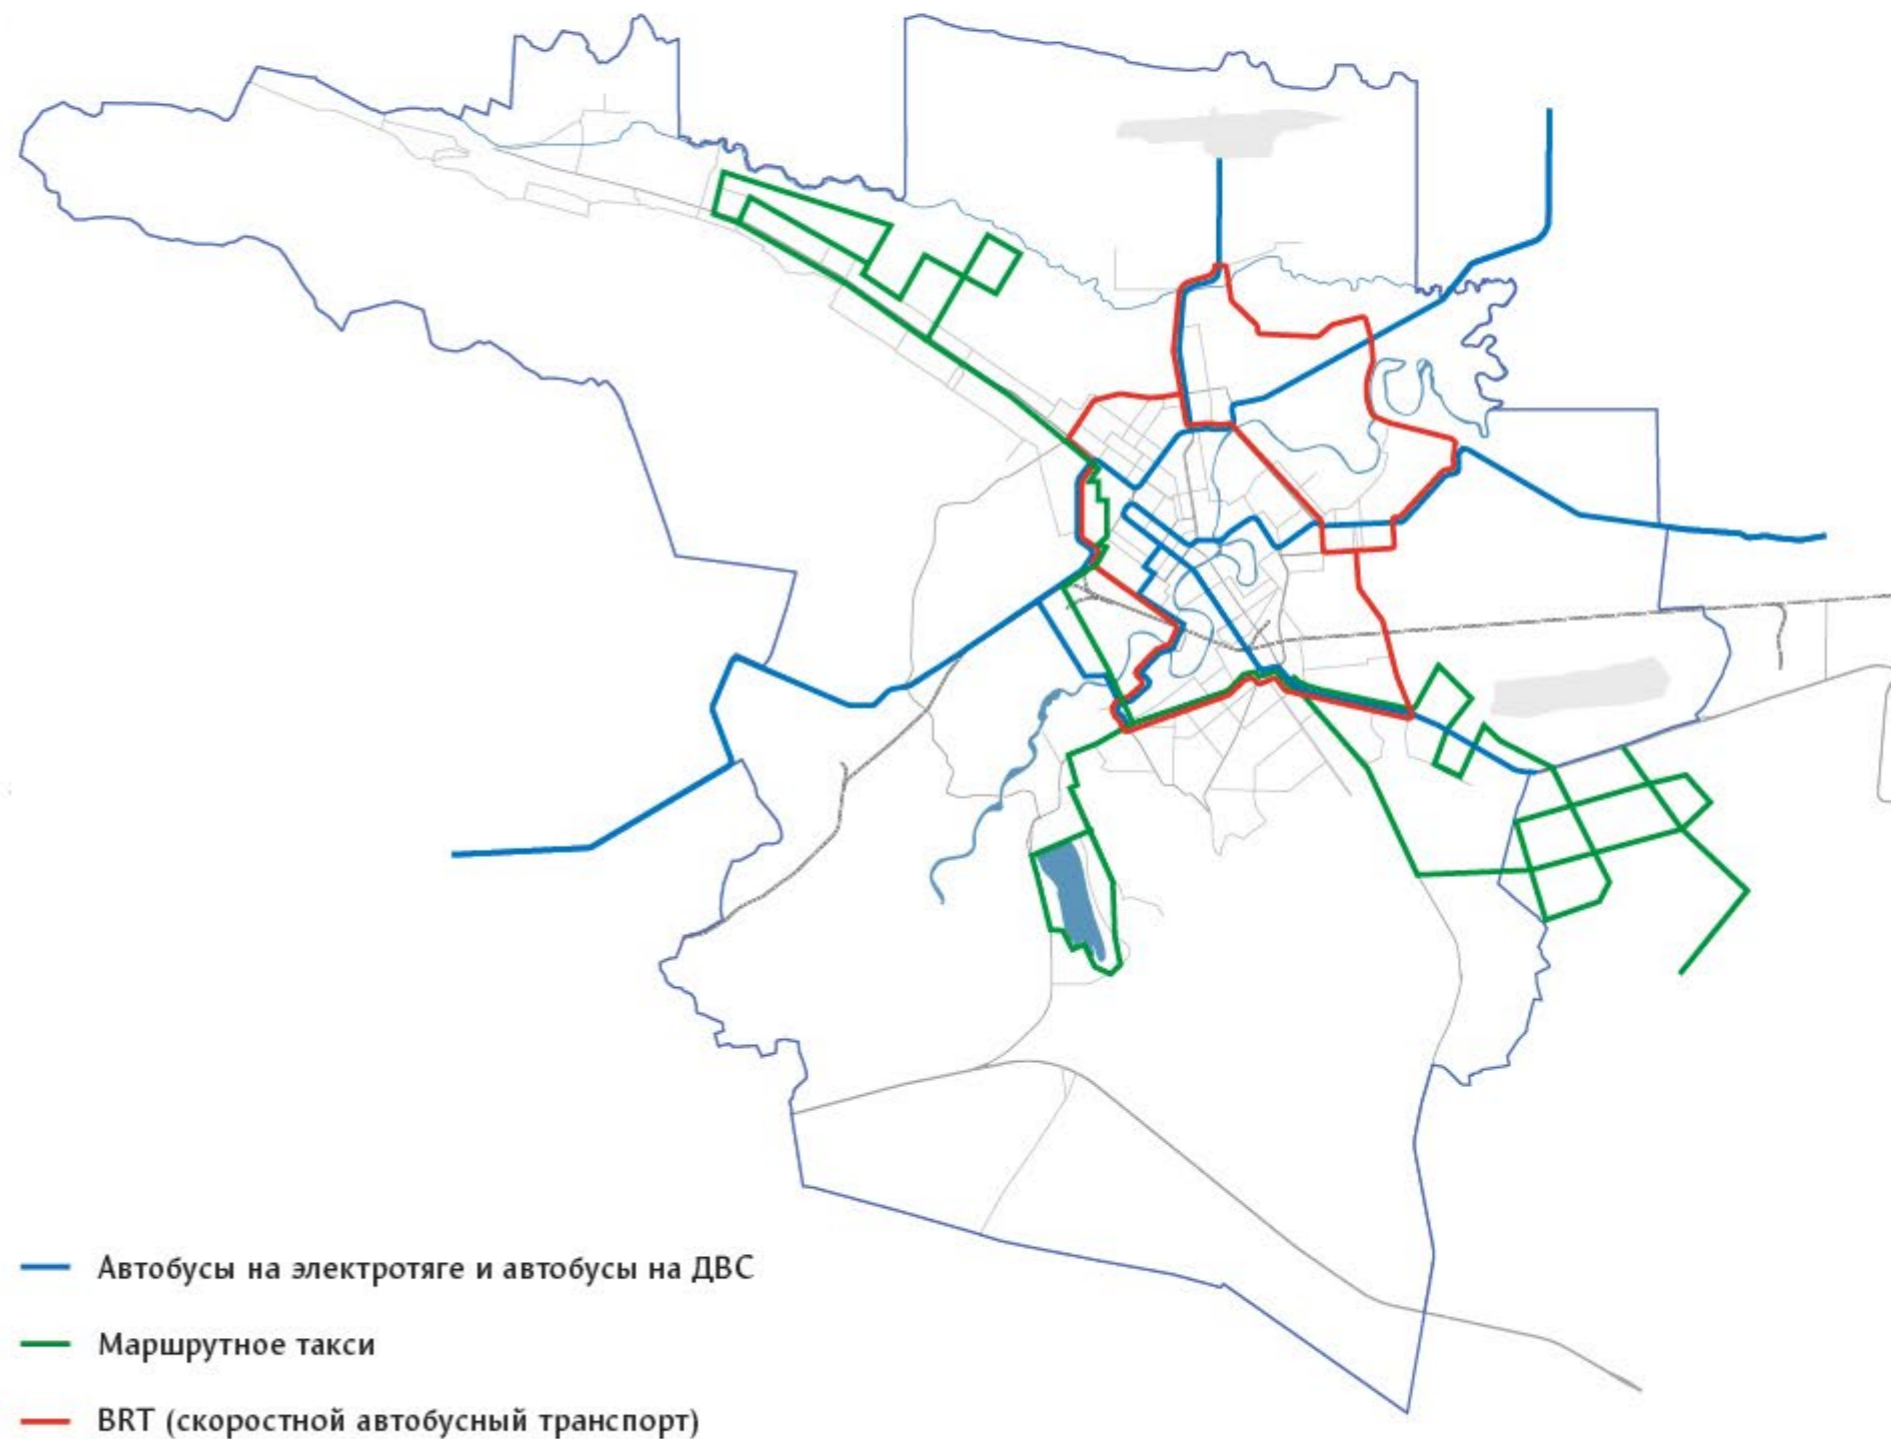 Автобусы на электротяге и автобусы на ДВС
Маршрутное такси
BRT (скоростной автобусный транспорт)